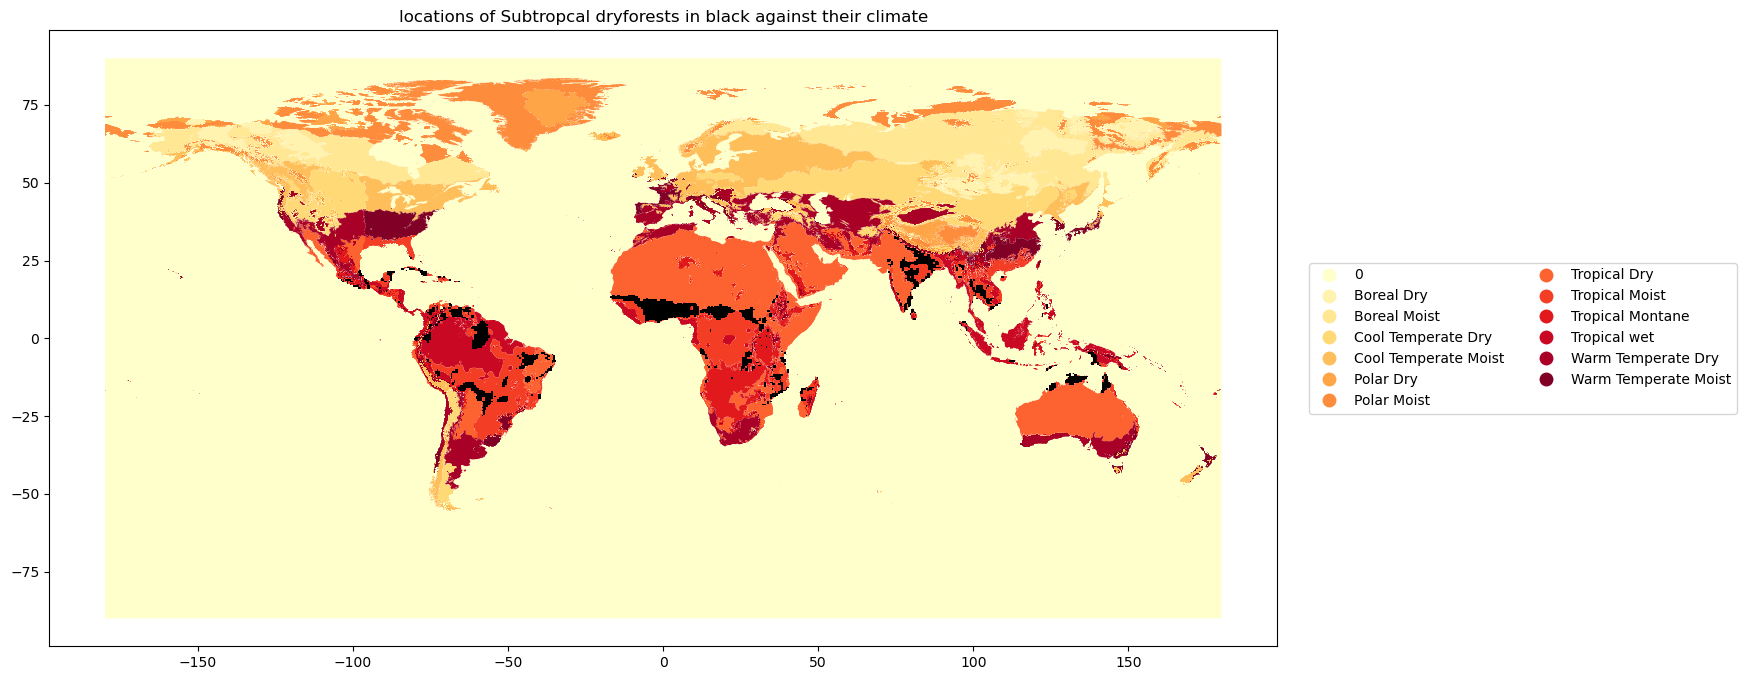 locations of Subtropcal dryforests in black against their climate
75
50
25
0
−25
−50
−75
−150
−100
−50
0
50
100
150
0
Boreal Dry
Boreal Moist
Cool Temperate Dry
Cool Temperate Moist
Polar Dry
Polar Moist
Tropical Dry
Tropical Moist
Tropical Montane
Tropical wet
Warm Temperate Dry
Warm Temperate Moist